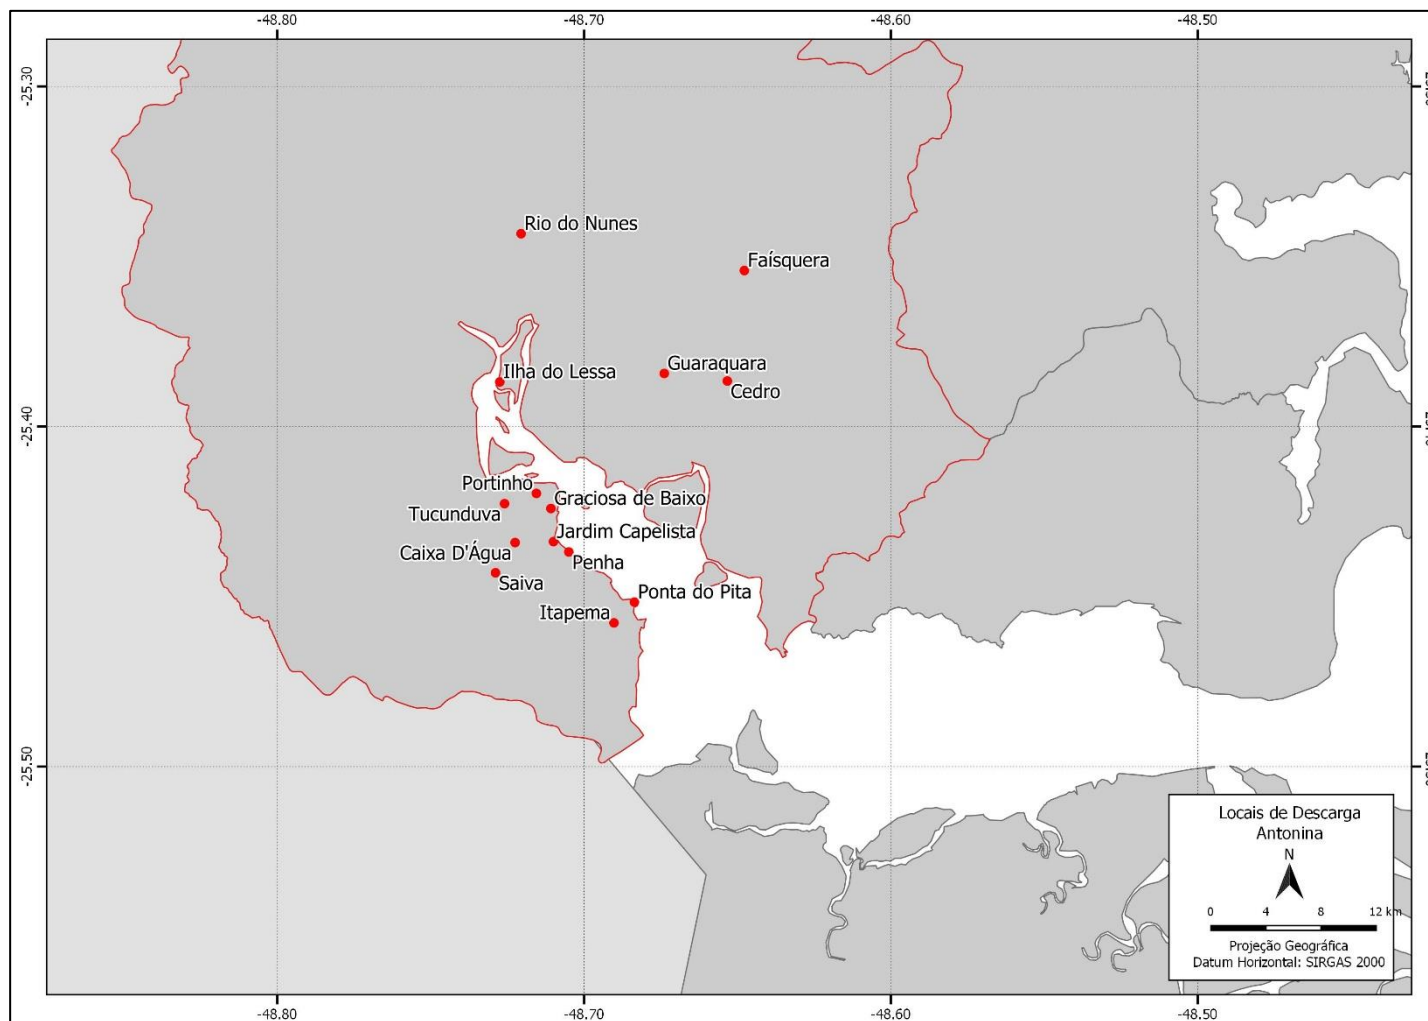 -48.80
-48.70
-48.60
-48.50
-25.30
Rio do Nunes
Faísquera
Ilha do Lessa
Guaraquara
Cedro
-25.40
Portinho
Graciosa de Baixo
Tucunduva
Jardim Capelista
Caixa D'Água
Penha
Saiva
Ponta do Pita
Itapema
-25.50
Locais de Descarga
Antonina
N
0 4 8 12 km
Projeção Geográfica
Datum Horizontal: SIRGAS 2000
-48.80
-48.70
-48.60
-48.50